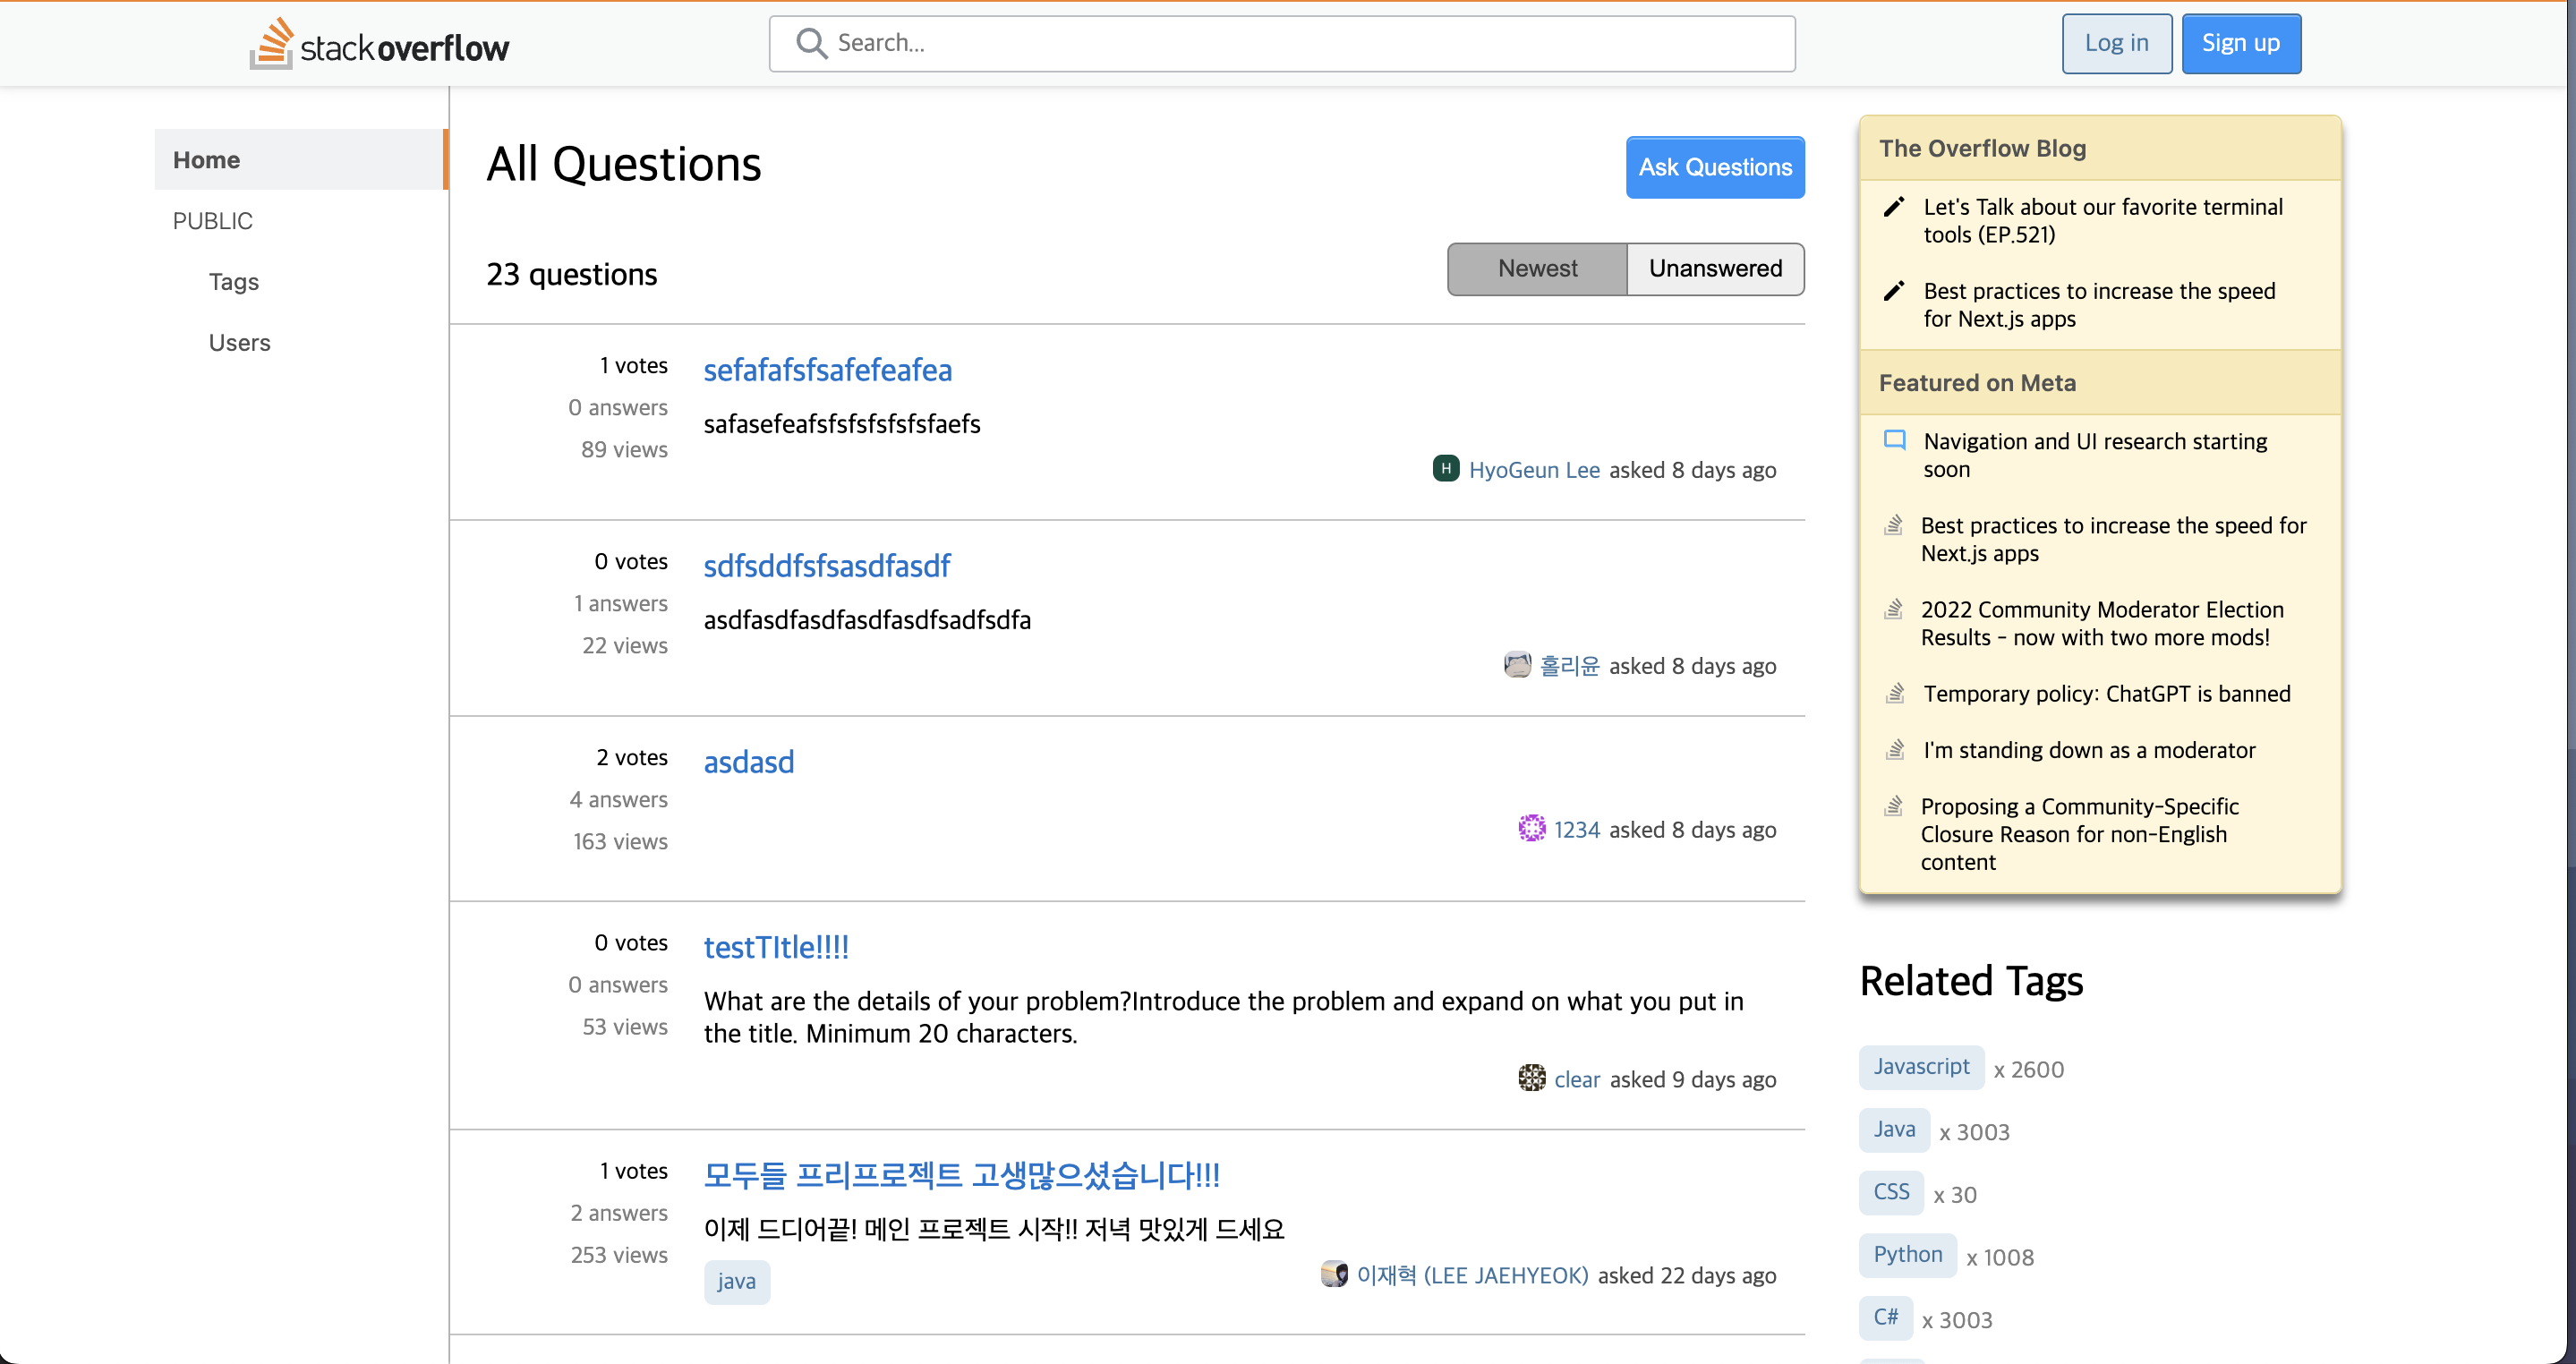 stackoverflow
Search...
Log in
Sign up
Home
PUBLIC
Tags
Users
All Questions
Ask Questions
23 questions
Newest
Unanswered
1 votes
0 answers
89 views
sefafafsfsafefeafea
safasefeafsfsfsfsfsfsfaefs
H
HyoGeun Lee asked 8 days ago
0 votes
1 answers
22 views
sdfsddfsfsasdfasdf
asdfasdfasdfasdfasdfsadfsdfa
홀리윤 asked 8 days ago
2 votes
4 answers
163 views
asdasd
1234 asked 8 days ago
0 votes
0 answers
53 views
testTItle!!!!
What are the details of your problem?Introduce the problem and expand on what you put in
the title. Minimum 20 characters.
clear asked 9 days ago
1 votes
2 answers
253 views
모두들 프리프로젝트 고생많으셨습니다!!!
이제 드디어끝! 메인 프로젝트 시작!! 저녁 맛있게 드세요
java
이재혁 (LEE JAEHYEOK) asked 22 days ago
The Overflow Blog
Let's Talk about our favorite terminal
tools (EP.521)
Best practices to increase the speed
for Next.js apps
Featured on Meta
Navigation and UI research starting
soon
Best practices to increase the speed for
Next.js apps
2022 Community Moderator Election
Results - now with two more mods!
Temporary policy: ChatGPT is banned
I'm standing down as a moderator
Proposing a Community-Specific
Closure Reason for non-English
content
Related Tags
Javascript x 2600
Java x 3003
CSS x 30
Python x 1008
C# x 3003